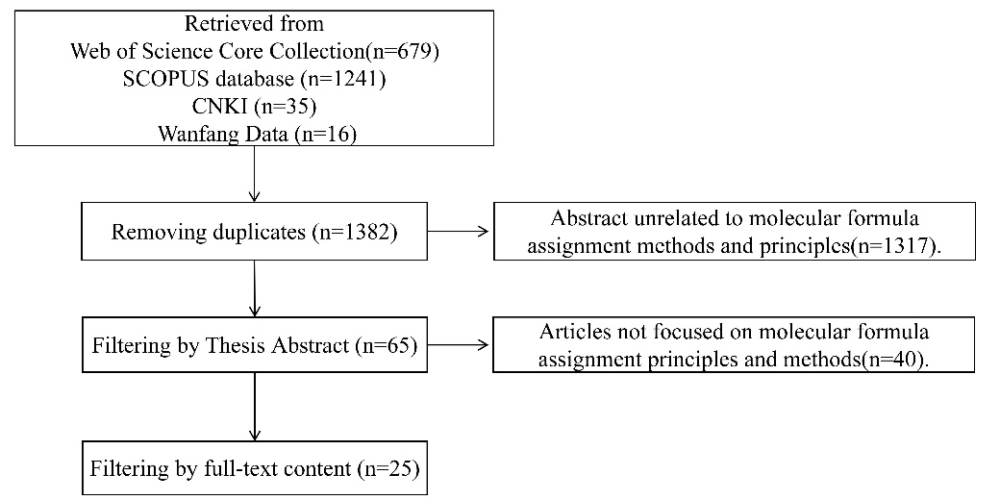 Retrieved from
Web of Science Core Collection(n=679)
SCOPUS database (n=1241)
CNKI (n=35)
Wanfang Data (n=16)
Removing duplicates (n=1382)
Abstract unrelated to molecular formula
assignment methods and principles(n=1317).
Filtering by Thesis Abstract (n=65)
Articles not focused on molecular formula
assignment principles and methods(n=40).
Filtering by full-text content (n=25)